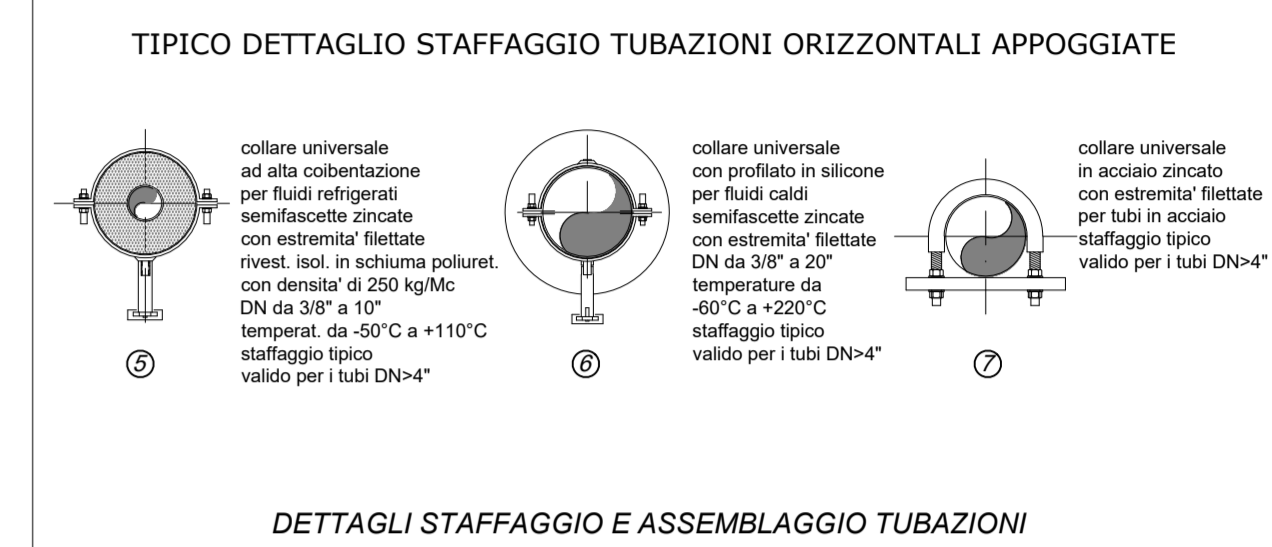 TIPICO DETTAGLIO STAFFAGGIO TUBAZIONI ORIZZONTALI APPOGGIATE
collare universale
ad alta coibentazione
per fluidi refrigerati
semifascette zincate
con estremita' filettate
rivest. isol. in schiuma poliuret.
con densita' di 250 kg/Mc
DN da 3/8" a 10"
temperat. da -50°C a +110°C
staffaggio tipico
valido per i tubi DN>4"
5
collare universale
con profilato in silicone
per fluidi caldi
semifascette zincate
con estremita' filettate
DN da 3/8" a 20"
temperature da
-60°C a +220°C
staffaggio tipico
valido per i tubi DN>4"
6
collare universale
in acciaio zincato
con estremita' filettate
per tubi in acciaio
staffaggio tipico
valido per i tubi DN>4"
7
DETTAGLI STAFFAGGIO E ASSEMBLAGGIO TUBAZIONI